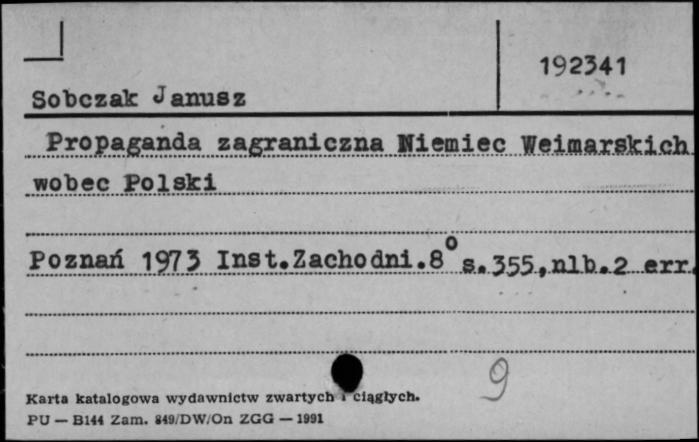 192341
Sobczak Janusz
Propaganda zagraniczna Niemiec Weimarskich
wobec Polski
Poznań 1973 Inst.Zachodni.8° s.355,nlb.2 err.
9
Karta katalogowa wydawnictw zwartych i ciągłych.
PU — B144 Zam. 849/DW/On ZGG — 1991